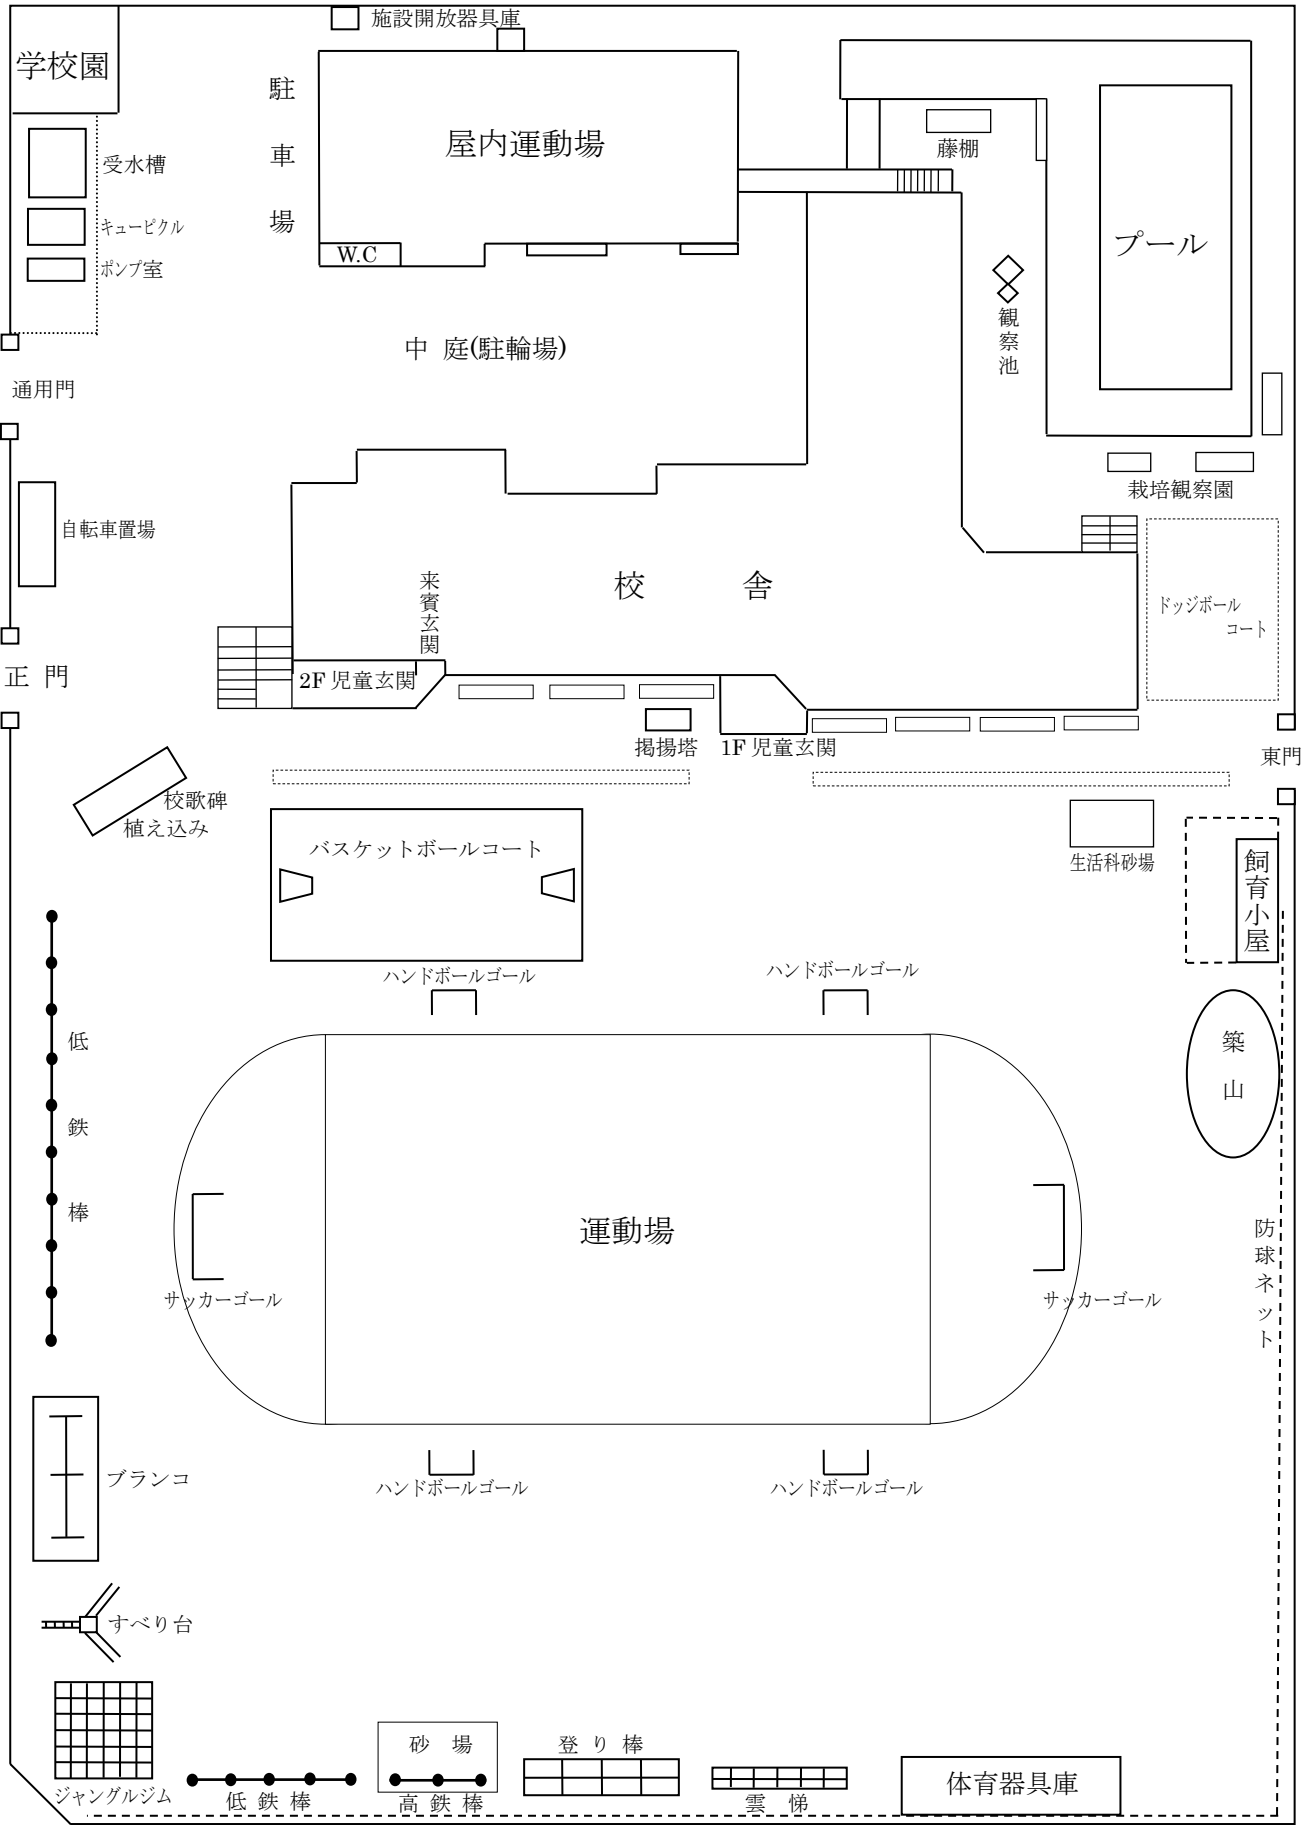 施設開放器具庫
学校園
駐車場
屋内運動場
藤棚
受水槽
キューピクル
ポンプ室
W.C
プール
観察池
中 庭(駐輪場)
通用門
栽培観察園
自転車置場
来賓玄関
校 舎
ドッジボール
コート
正 門
2F 児童玄関
掲揚塔
1F 児童玄関
東門
校歌碑
植え込み
バスケットボールコート
生活科砂場
飼育小屋
ハンドボールゴール
ハンドボールゴール
低鉄棒
築山
運動場
防球ネット
サッカーゴール
サッカーゴール
ブランコ
ハンドボールゴール
ハンドボールゴール
すべり台
ジャングルジム
低 鉄 棒
砂 場
高 鉄 棒
登 り 棒
雲 悌
体育器具庫